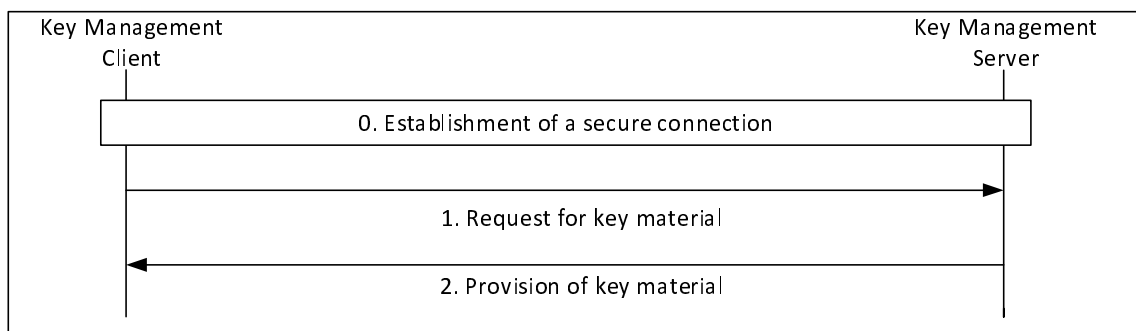 Key Management
Client
Key Management
Server
0. Establishment of a secure connection
1. Request for key material
2. Provision of key material